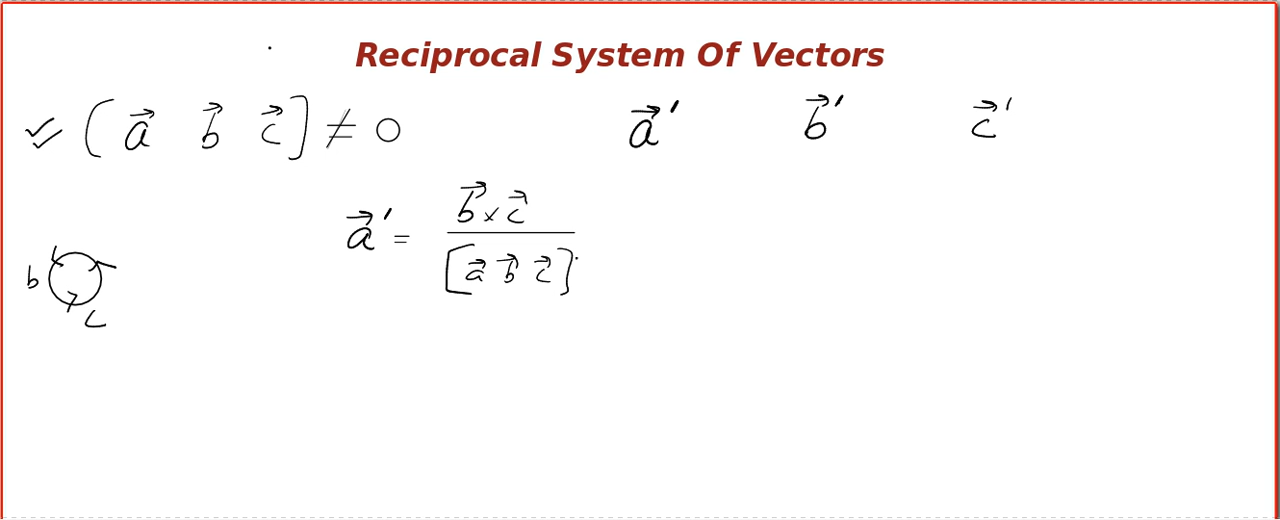 Reciprocal System Of Vectors
[a⃗ b⃗ c⃗] ≠ 0 a⃗′ b⃗′ c⃗′
a⃗′ = b⃗ × c⃗ / [a⃗ b⃗ c⃗]
b
c